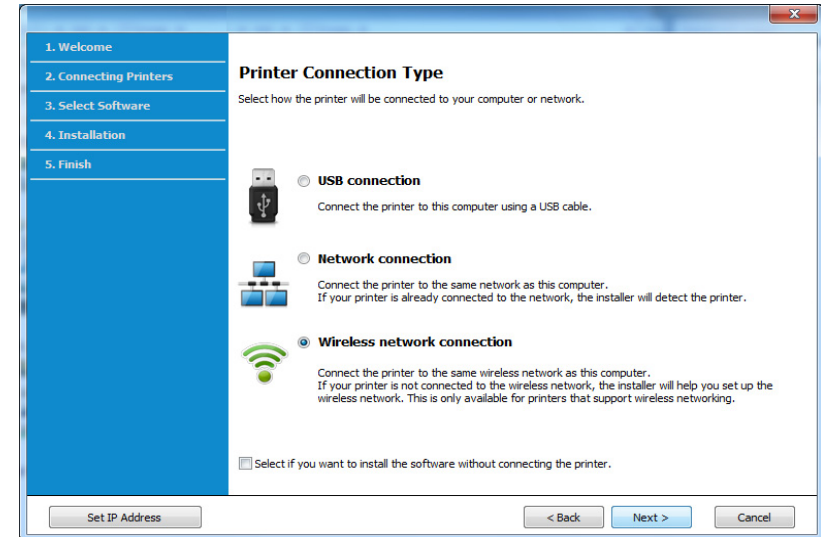 1. Welcome
2. Connecting Printers
3. Select Software
4. Installation
5. Finish
Printer Connection Type
Select how the printer will be connected to your computer or network.
USB connection
Connect the printer to this computer using a USB cable.
Network connection
Connect the printer to the same network as this computer.
If your printer is already connected to the network, the installer will detect the printer.
Wireless network connection
Connect the printer to the same wireless network as this computer.
If your printer is not connected to the wireless network, the installer will help you set up the
wireless network. This is only available for printers that support wireless networking.
Select if you want to install the software without connecting the printer.
Set IP Address
< Back
Next >
Cancel